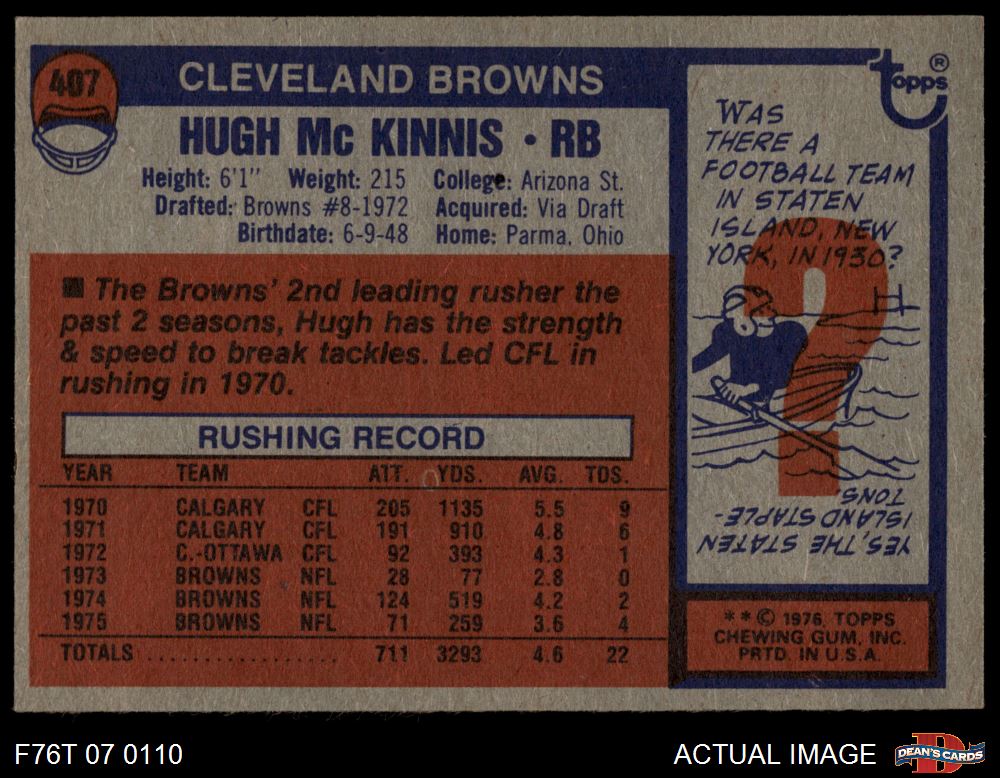 407
CLEVELAND BROWNS
HUGH Mc KINNIS • RB
Height: 6'1" Weight: 215 College: Arizona St.
Drafted: Browns #8-1972 Acquired: Via Draft
Birthdate: 6-9-48 Home: Parma, Ohio
■ The Browns' 2nd leading rusher the
past 2 seasons, Hugh has the strength
& speed to break tackles. Led CFL in
rushing in 1970.
RUSHING RECORD
YEAR TEAM ATT. YDS. AVG. TDS.
1970 CALGARY CFL 205 1135 5.5 9
1971 CALGARY CFL 191 910 4.8 6
1972 C.-OTTAWA CFL 92 393 4.3 1
1973 BROWNS NFL 28 77 2.8 0
1974 BROWNS NFL 124 519 4.2 2
1975 BROWNS NFL 71 259 3.6 4
TOTALS .................. 711 3293 4.6 22
topps®
WAS
THERE A
FOOTBALL TEAM
IN STATEN
ISLAND, NEW
YORK, IN 1930?
?
YES, THE STATEN
ISLAND STAPLE-
TONS.
**© 1976, TOPPS
CHEWING GUM, INC.
PRTD. IN U.S.A.
F76T 07 0110
ACTUAL IMAGE
D
DEAN'S CARDS